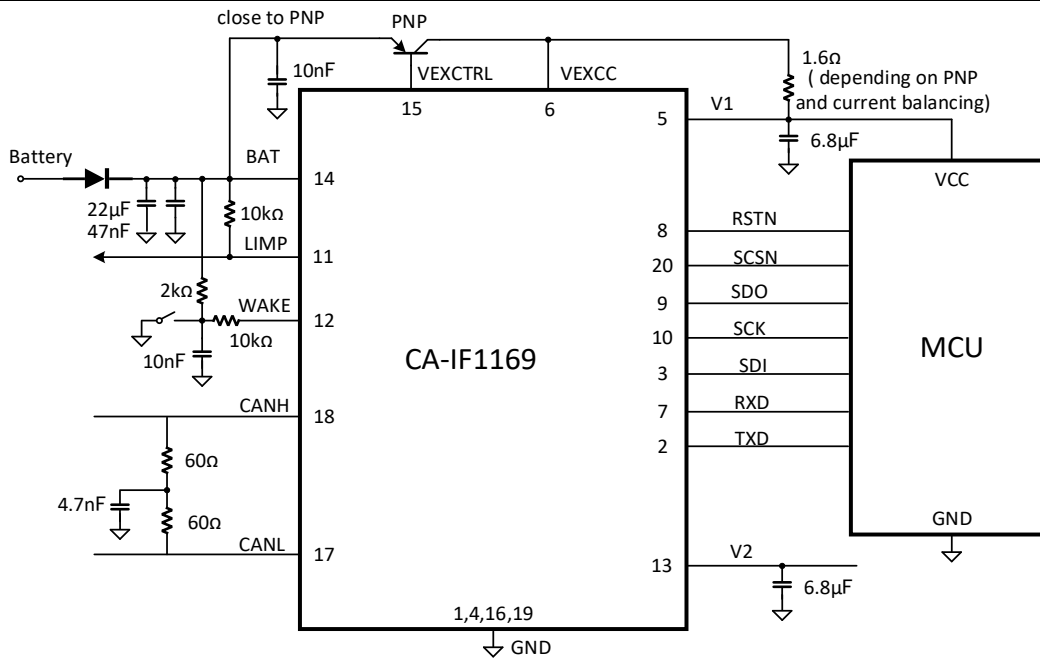 close to PNP
PNP
10nF
VEXCTRL
VEXCC
1.6Ω
( depending on PNP
and current balancing)
15
6
5
V1
6.8µF
Battery
BAT
14
VCC
22µF
47nF
10kΩ
LIMP
11
8
RSTN
20
SCSN
2kΩ
WAKE
12
9
SDO
10kΩ
10nF
10
SCK
CA-IF1169
MCU
3
SDI
CANH
18
7
RXD
2
TXD
60Ω
4.7nF
60Ω
GND
CANL
17
13
V2
6.8µF
1,4,16,19
GND